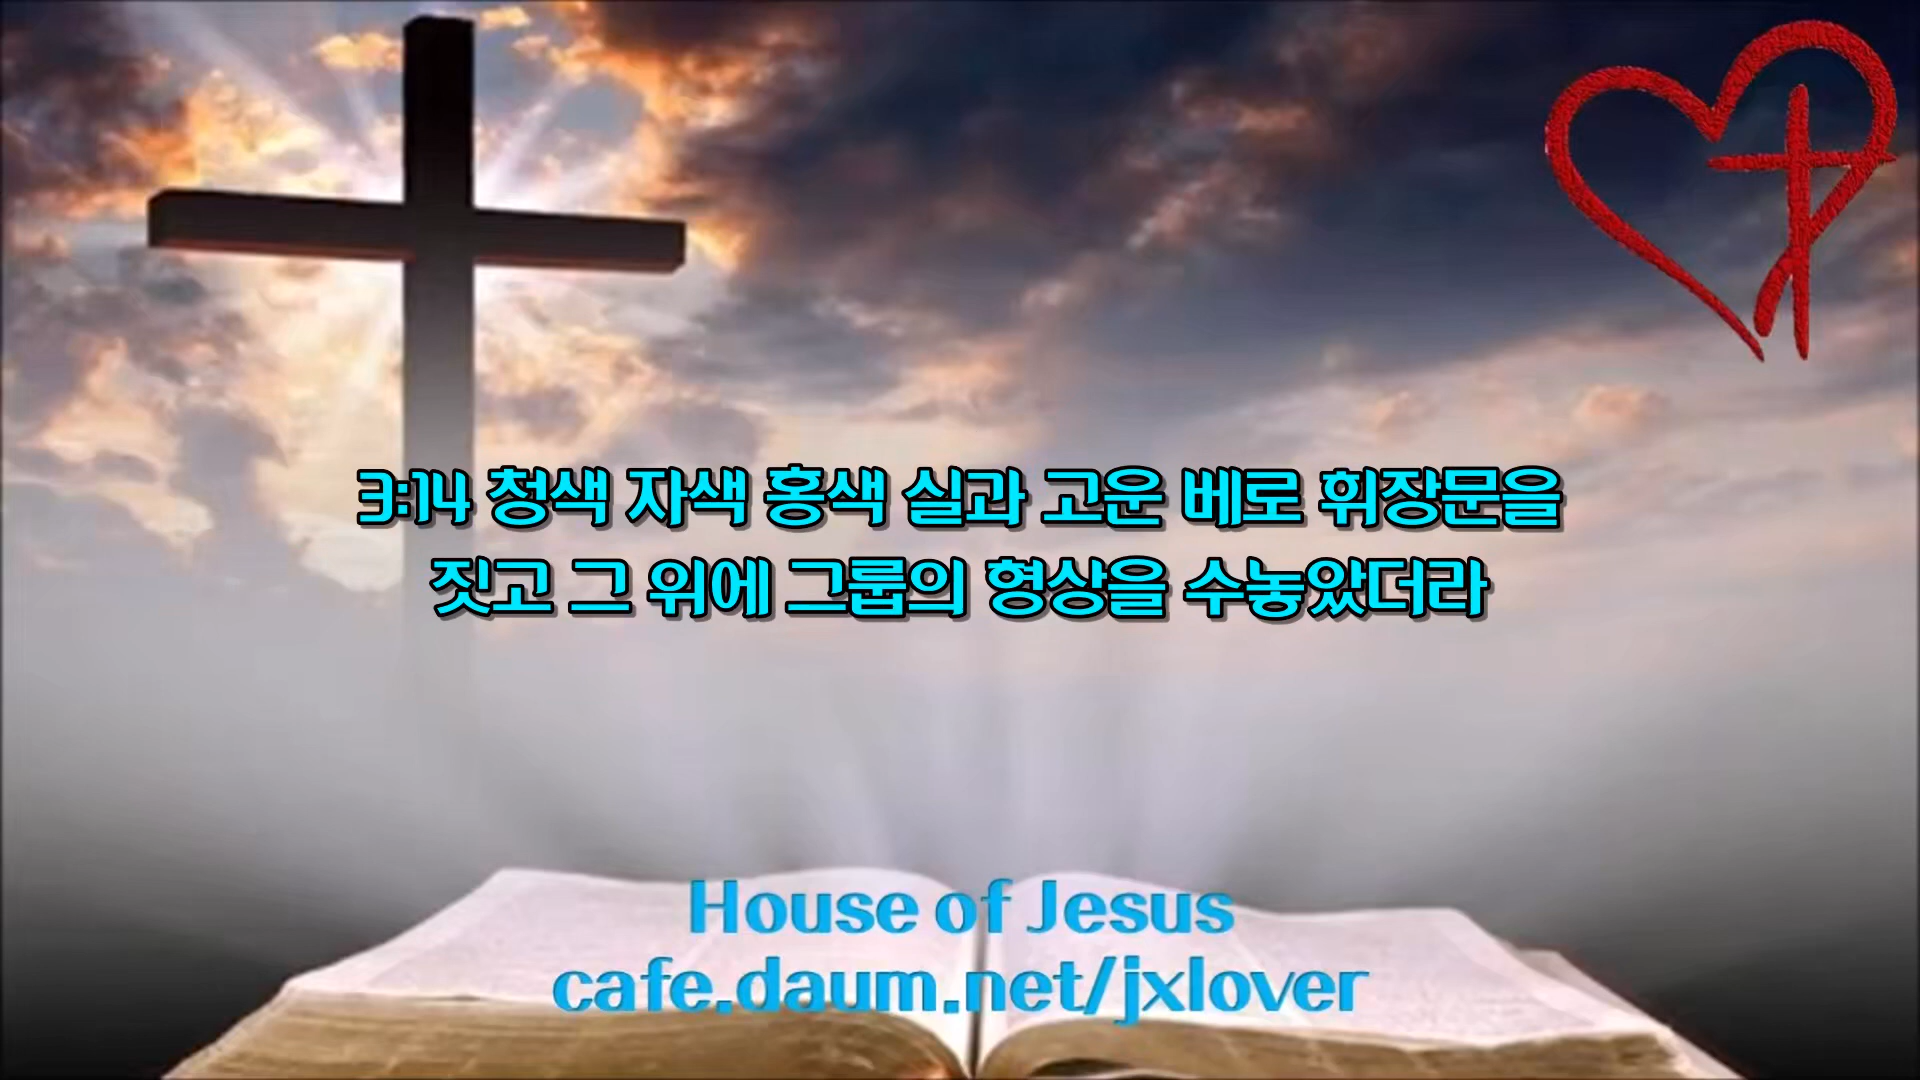 3:14 청색 자색 홍색 실과 고운 베로 휘장문을
짓고 그 위에 그룹의 형상을 수놓았더라
House of Jesus
cafe.daum.net/jxlover